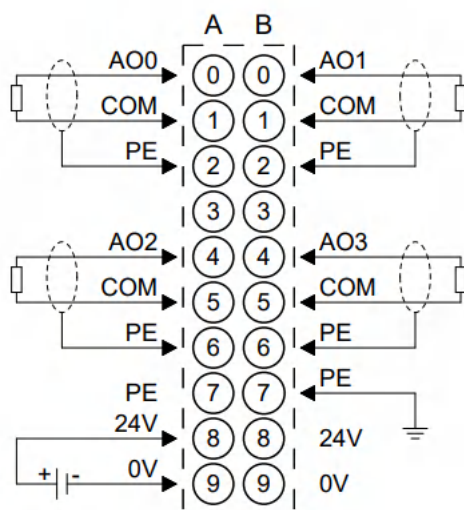 A B
AO0 0 0 AO1
COM 1 1 COM
PE 2 2 PE
3 3
AO2 4 4 AO3
COM 5 5 COM
PE 6 6 PE
PE 7 7 PE
24V 8 8 24V
+ - 0V 9 9 0V